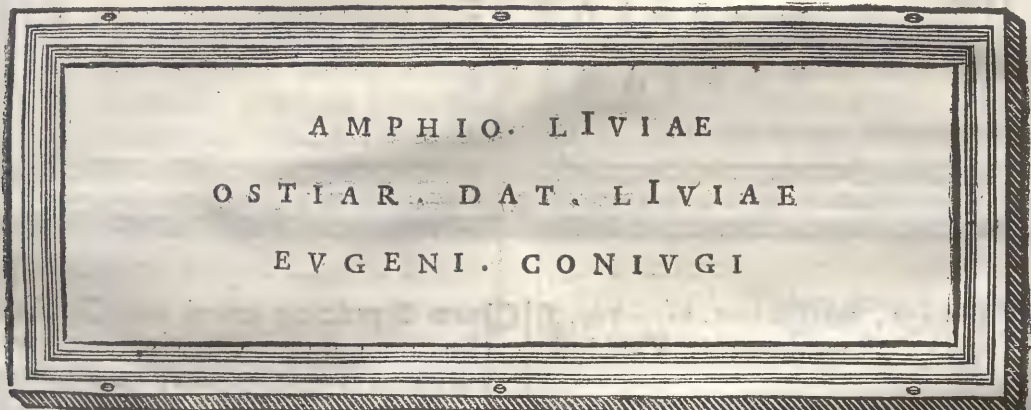 AMPHIO. LIVIAE
OSTIAR. DAT. LIVIAE
EVGENI. CONIVGI